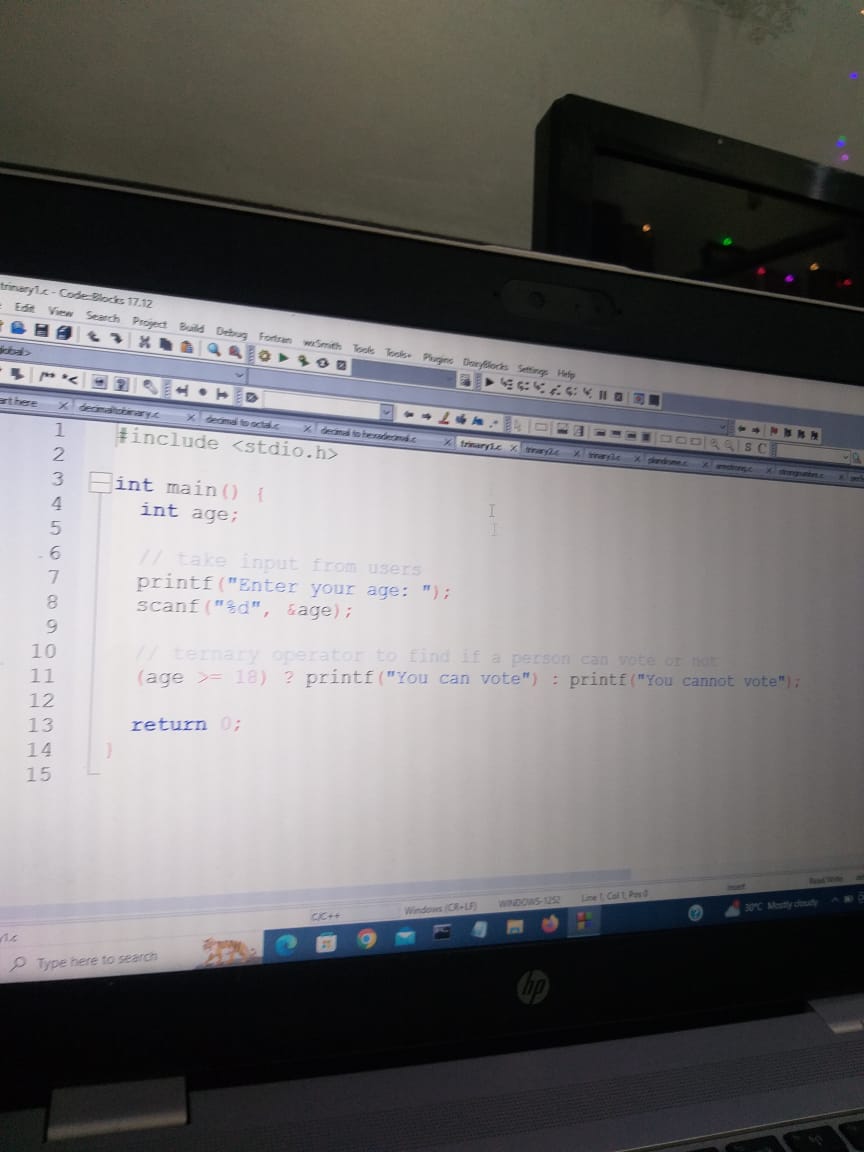 trinary1.c - Code::Blocks 17.12
Edit View Search Project Build Debug Fortran wxSmith Tools Tools+ Plugins DoxyBlocks Settings Help
art here decimaltobinary.c decimal to octal.c decimal to hexadecimal.c trinary1.c trinary2.c trinary3.c armstrong.c
1 #include <stdio.h>
2
3 int main() {
4 int age;
5
6 // take input from users
7 printf("Enter your age: ");
8 scanf("%d", &age);
9
10 // ternary operator to find if a person can vote or not
11 (age >= 18) ? printf("You can vote") : printf("You cannot vote");
12
13 return 0;
14 }
15
C/C++ Windows (CR+LF) WINDOWS-1252 Line 1, Col 1, Pos 0 Insert Read/Write
Type here to search 30°C Mostly cloudy
hp